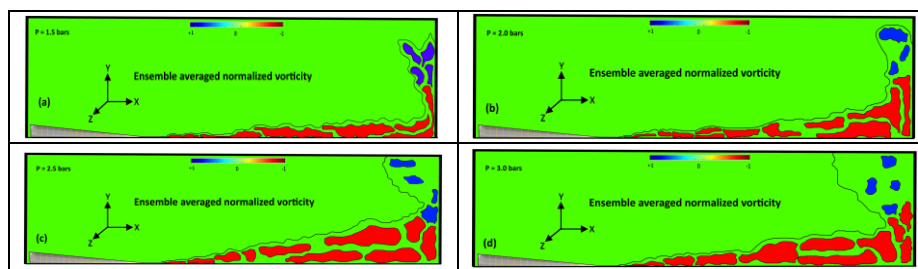 P = 1.5 bars
+1 0 -1
Ensemble averaged normalized vorticity
Y
X
Z
(a)
P = 2.0 bars
+1 0 -1
Ensemble averaged normalized vorticity
Y
X
Z
(b)
P = 2.5 bars
+1 0 -1
Ensemble averaged normalized vorticity
Y
X
Z
(c)
P = 3.0 bars
+1 0 -1
Ensemble averaged normalized vorticity
Y
X
Z
(d)